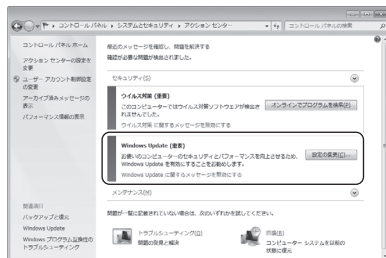 コントロール パネル ▸ システムとセキュリティ ▸ アクション センター
コントロール パネルの検索
コントロール パネル ホーム
アクション センターの設定を
変更
ユーザー アカウント制御設定
の変更
アーカイブ済みメッセージの
表示
パフォーマンス情報の表示
最近のメッセージを確認し、問題を解決する
確認が必要な問題が検出されました。
セキュリティ(S)
ウイルス対策 (重要)
このコンピューターではウイルス対策ソフトウェアが検出さ
れませんでした。
オンラインでプログラムを検索(P)
ウイルス対策 に関するメッセージを無効にする
Windows Update (重要)
お使いのコンピューターのセキュリティとパフォーマンスを向上させるため、
Windows Update を有効にすることをお勧めします。
設定の変更(C)...
Windows Update に関するメッセージを無効にする
メンテナンス(M)
問題が一覧に記載されていない場合は、次のいずれかを試してください。
トラブルシューティング(U)
問題の発見と解決
回復(R)
コンピューター システムを以前の
状態に復元
関連項目
バックアップと復元
Windows Update
Windows プログラム互換性の
トラブルシューティング